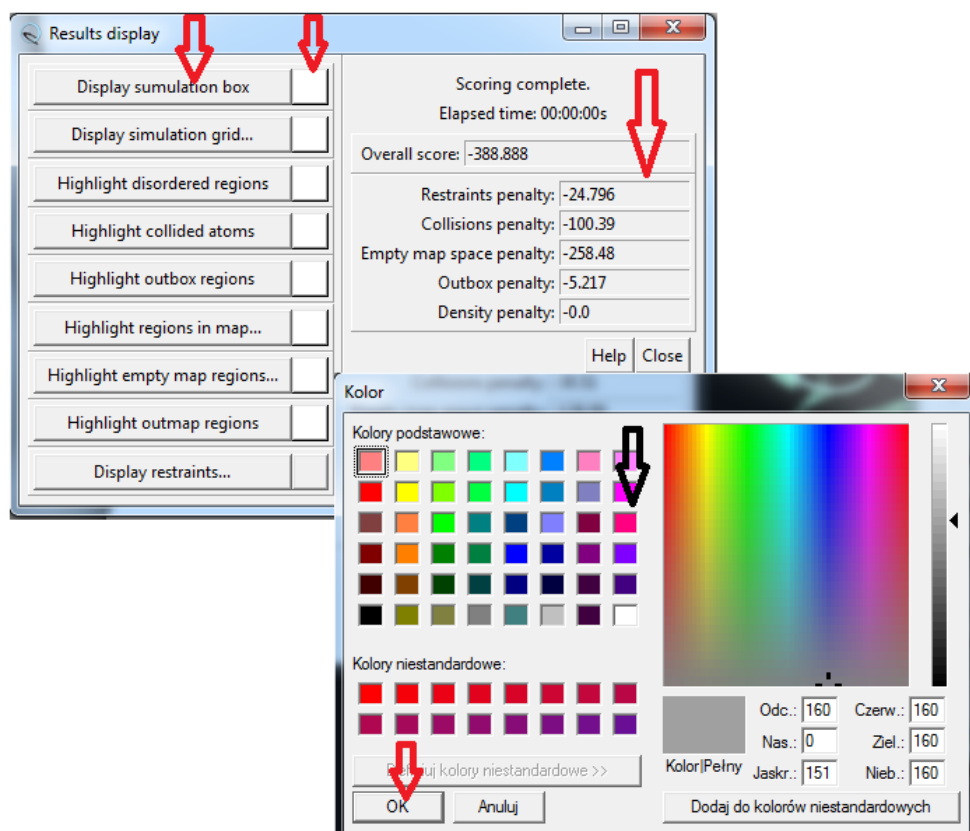 Results display
Display sumulation box
Display simulation grid...
Highlight disordered regions
Highlight collided atoms
Highlight outbox regions
Highlight regions in map...
Highlight empty map regions...
Highlight outmap regions
Display restraints...
Scoring complete.
Elapsed time: 00:00:00s
Overall score: -388.888
Restraints penalty: -24.796
Collisions penalty: -100.39
Empty map space penalty: -258.48
Outbox penalty: -5.217
Density penalty: -0.0
Help Close
Kolor
Kolory podstawowe:
Kolory niestandardowe:
kolory niestandardowe >>
OK Anuluj
Kolor|Pełny
Odc.: 160 Czerw.: 160
Nas.: 0 Ziel.: 160
Jaskr.: 151 Nieb.: 160
Dodaj do kolorów niestandardowych